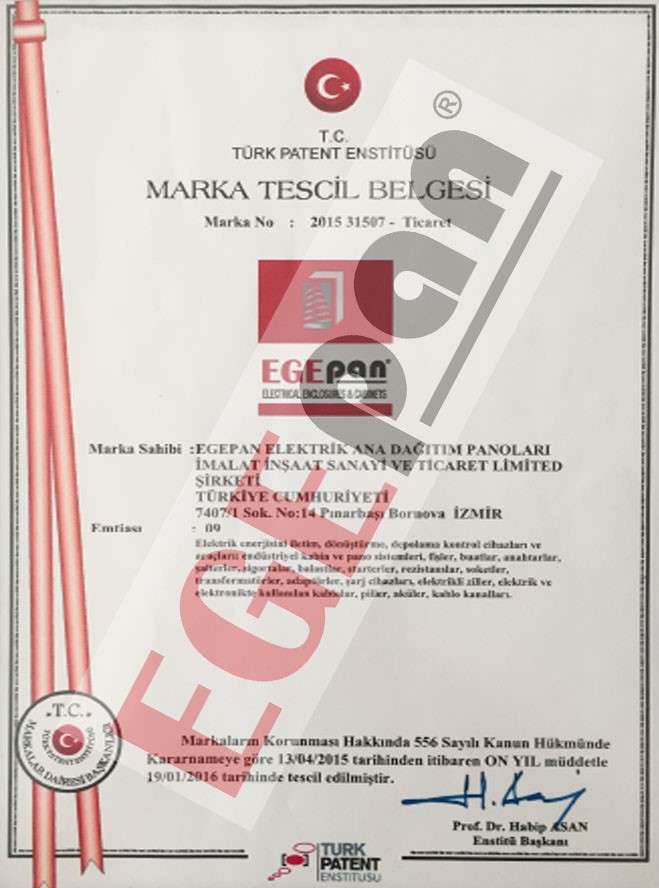 T.C.
TÜRK PATENT ENSTİTÜSÜ
MARKA TESCİL BELGESİ
Marka No : 2015 31507 - Ticaret
EGEpan®
ELECTRICAL ENCLOSURES & CABINETS
Marka Sahibi :EGEPAN ELEKTRİK ANA DAĞITIM PANOLARI
İMALAT İNŞAAT SANAYİ VE TİCARET LİMİTED
ŞİRKETİ
TÜRKİYE CUMHURİYETİ
7407/1 Sok. No:14 Pınarbaşı Bornova İZMİR
Emtiası : 09
Elektrik enerjisini iletim, dönüştürme, depolama kontrol cihazları ve
araçları: endüstriyel kabin ve pano sistemleri, fişler, buatlar, anahtarlar,
şalterler, sigortalar, balastlar, starterler, rezistanslar, soketler,
transformatörler, adaptörler, şarj cihazları, elektrikli ziller, elektrik ve
elektronikte kullanılan kablolar, piller, aküler, kablo kanalları.
EGEpan®
T.C.
TÜRK PATENT ENSTİTÜSÜ
MARKALAR DAİRESİ BAŞKANLIĞI
Markaların Korunması Hakkında 556 Sayılı Kanun Hükmünde
Kararnameye göre 13/04/2015 tarihinden itibaren ON YIL müddetle
19/01/2016 tarihinde tescil edilmiştir.
Prof. Dr. Habip ASAN
Enstitü Başkanı
TÜRK
PATENT
ENSTİTÜSÜ